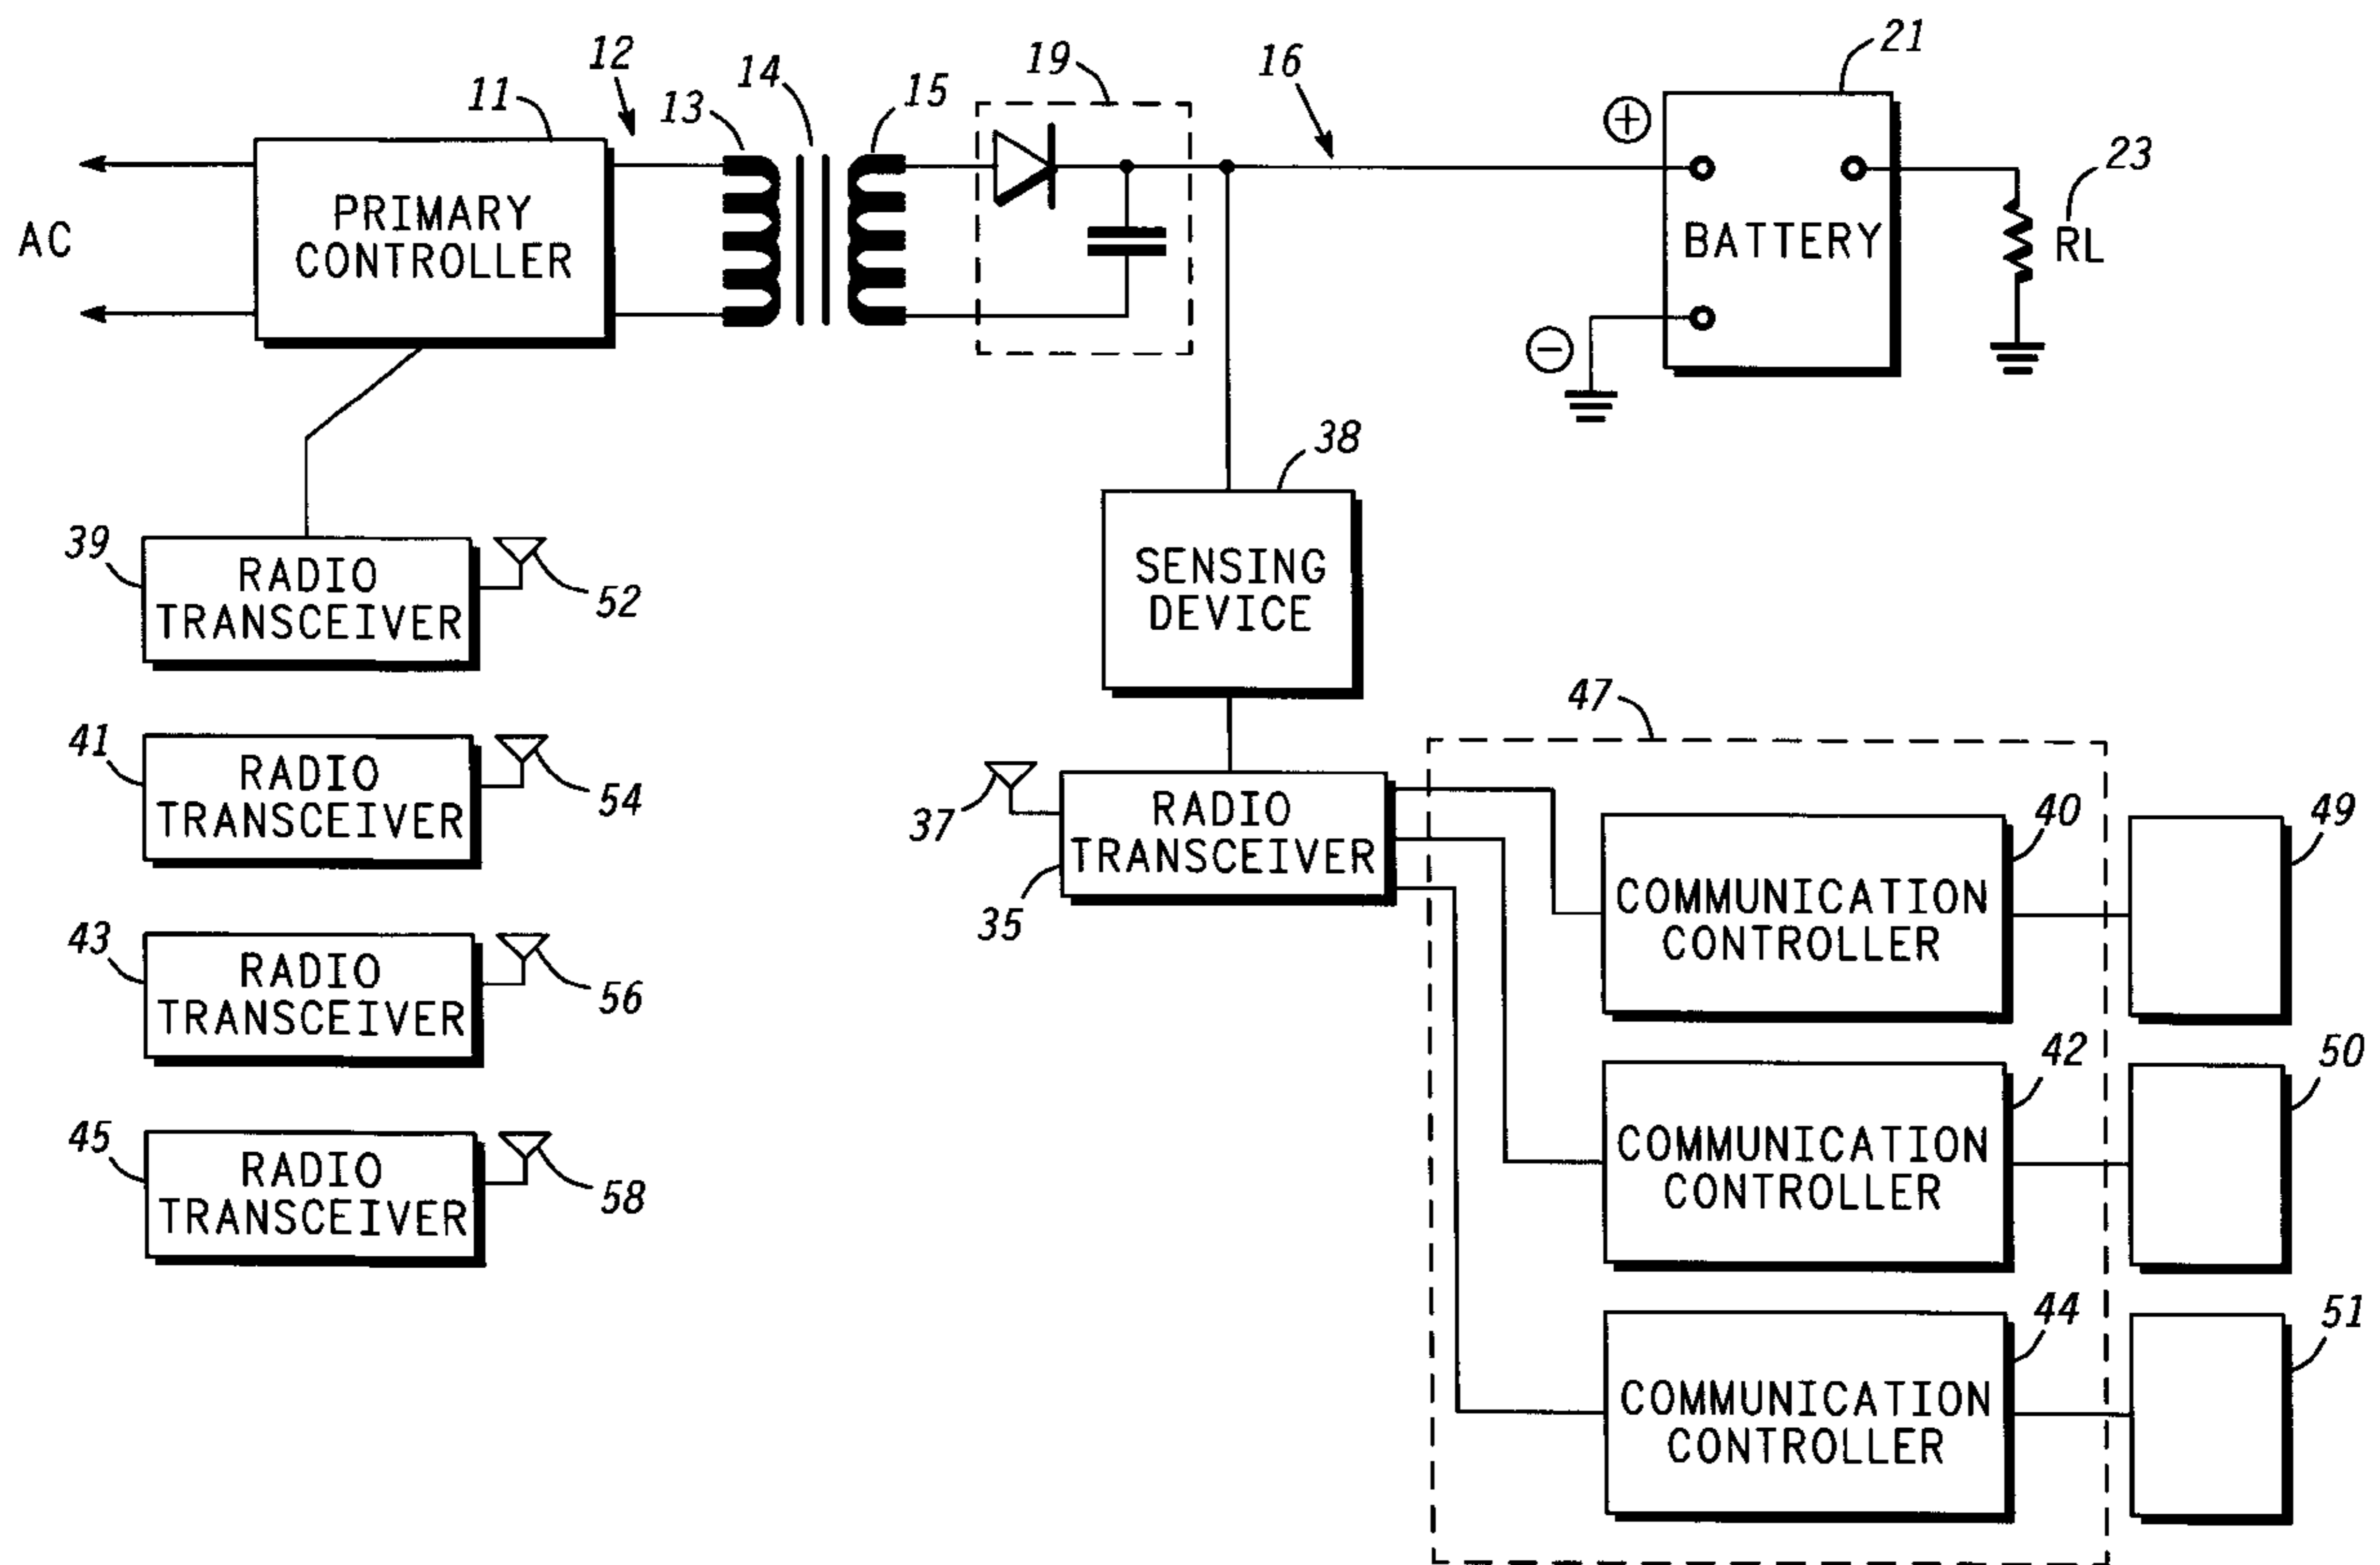 12
14
19
16
21
11
13
15
+
23
AC
PRIMARY
CONTROLLER
BATTERY
RL
−
38
39
RADIO
TRANSCEIVER
52
SENSING
DEVICE
47
41
RADIO
TRANSCEIVER
54
37
RADIO
TRANSCEIVER
35
40
49
COMMUNICATION
CONTROLLER
43
RADIO
TRANSCEIVER
56
42
50
COMMUNICATION
CONTROLLER
45
RADIO
TRANSCEIVER
58
44
51
COMMUNICATION
CONTROLLER